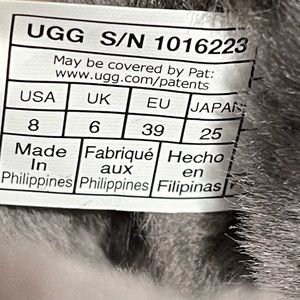 UGG S/N 1016223
May be covered by Pat:
www.ugg.com/patents
USA UK EU JAPAN
8 6 39 25
Made Fabriqué Hecho
In aux en
Philippines Philippines Filipinas